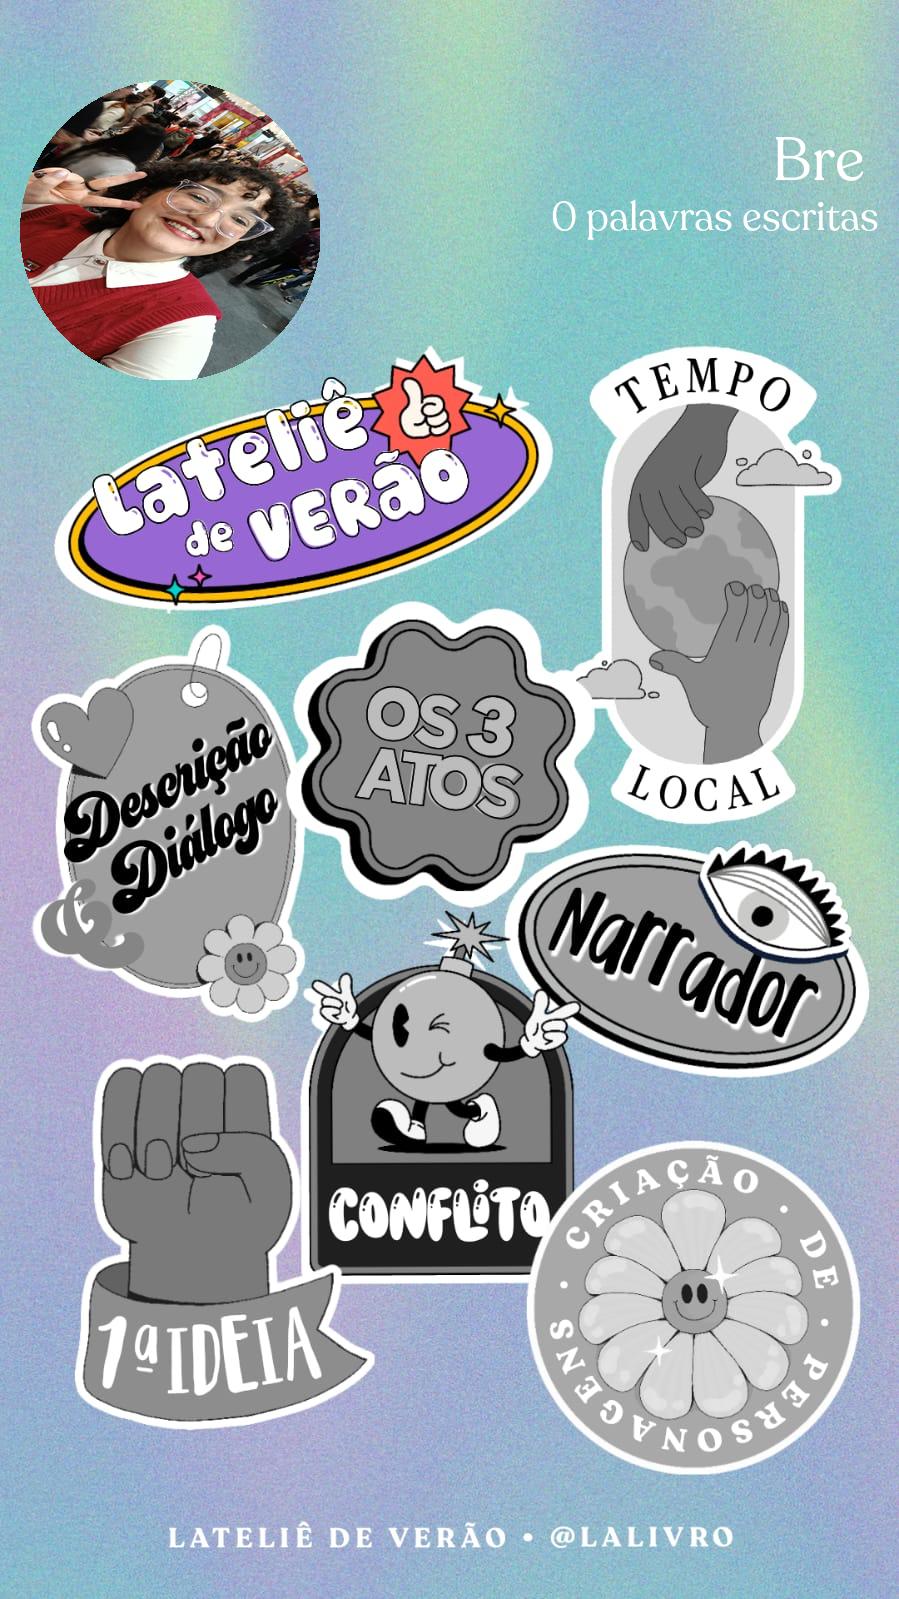 Bre
0 palavras escritas
Lateliê
de VERÃO
TEMPO
LOCAL
OS 3
ATOS
Descrição
&
Diálogo
Narrador
CONFLITO
1ª IDEIA
CRIAÇÃO · DE · PERSONAGENS ·
LATELIÊ DE VERÃO • @LALIVRO